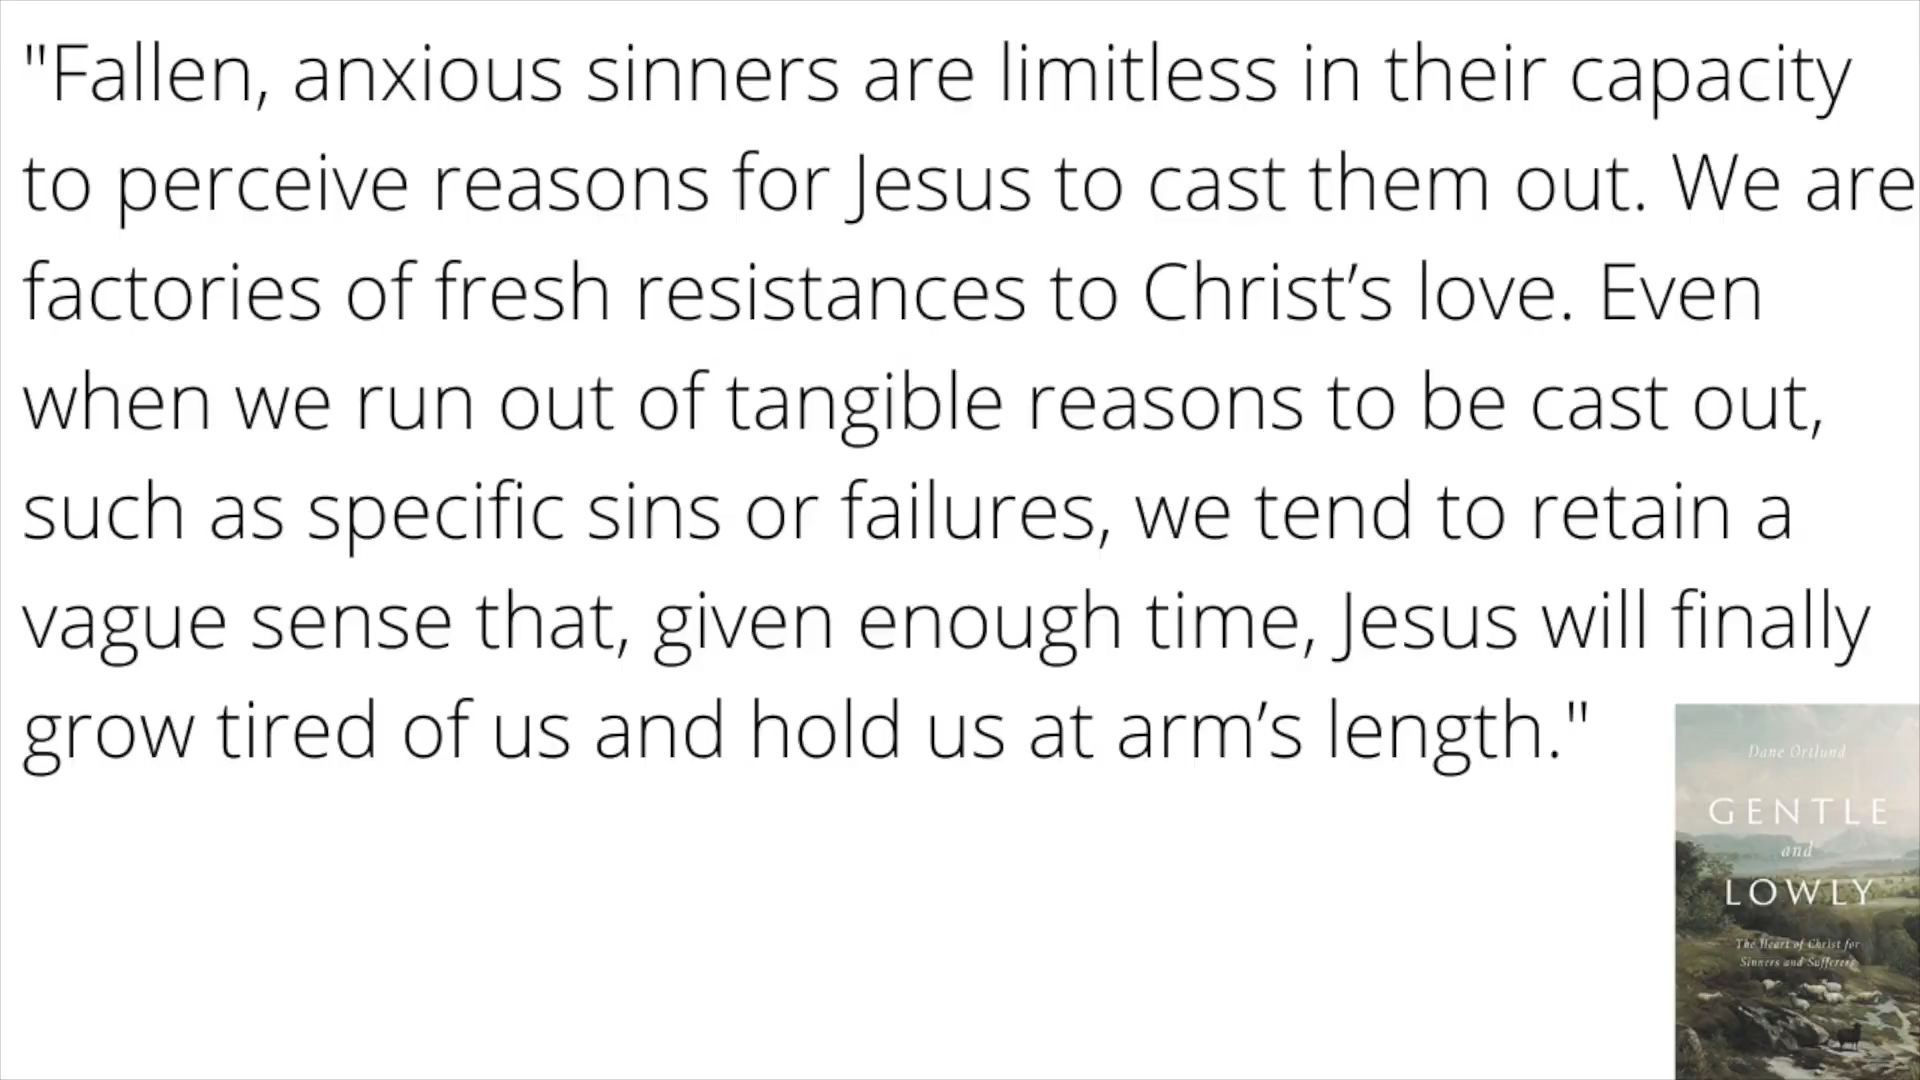 "Fallen, anxious sinners are limitless in their capacity
to perceive reasons for Jesus to cast them out. We are
factories of fresh resistances to Christ’s love. Even
when we run out of tangible reasons to be cast out,
such as specific sins or failures, we tend to retain a
vague sense that, given enough time, Jesus will finally
grow tired of us and hold us at arm’s length."
Dane Ortlund
GENTLE
and
LOWLY
The Heart of Christ for
Sinners and Sufferers